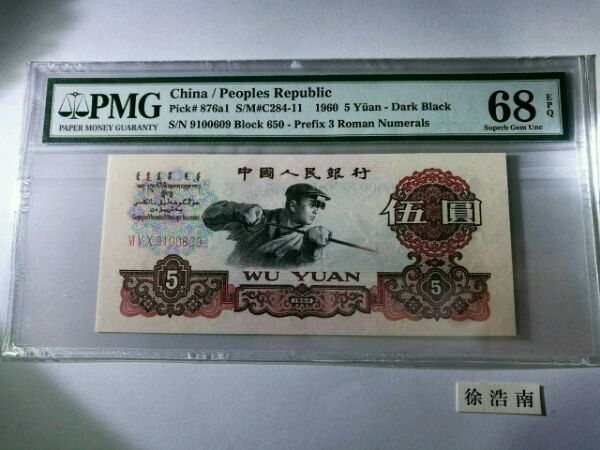 PMG
PAPER MONEY GUARANTY
China / Peoples Republic
Pick# 876a1 S/M#C284-11 1960 5 Yüan - Dark Black
S/N 9100609 Block 650 - Prefix 3 Roman Numerals
68 EPQ
Superb Gem Unc
中國人民銀行
伍圓
VI V X 9100609
WU YUAN
5
1960
5
徐浩南